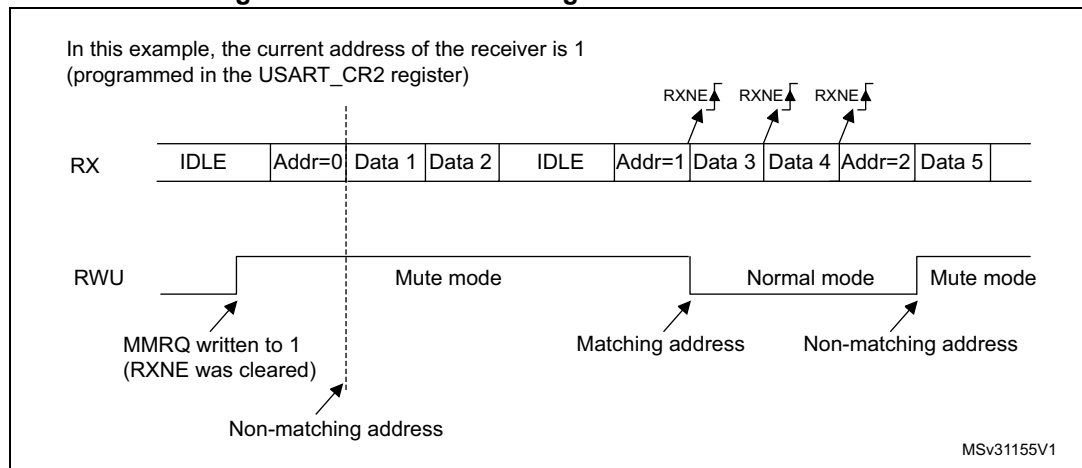 In this example, the current address of the receiver is 1
(programmed in the USART_CR2 register)
RXNE RXNE RXNE
RX IDLE Addr=0 Data 1 Data 2 IDLE Addr=1 Data 3 Data 4 Addr=2 Data 5
RWU Mute mode Normal mode Mute mode
MMRQ written to 1 Matching address Non-matching address
(RXNE was cleared)
Non-matching address
MSv31155V1